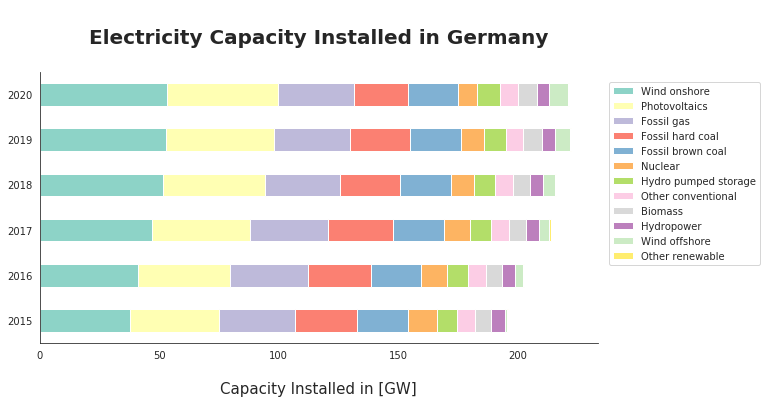 Electricity Capacity Installed in Germany
2020
2019
2018
2017
2016
2015
0 50 100 150 200
Capacity Installed in [GW]
Wind onshore
Photovoltaics
Fossil gas
Fossil hard coal
Fossil brown coal
Nuclear
Hydro pumped storage
Other conventional
Biomass
Hydropower
Wind offshore
Other renewable